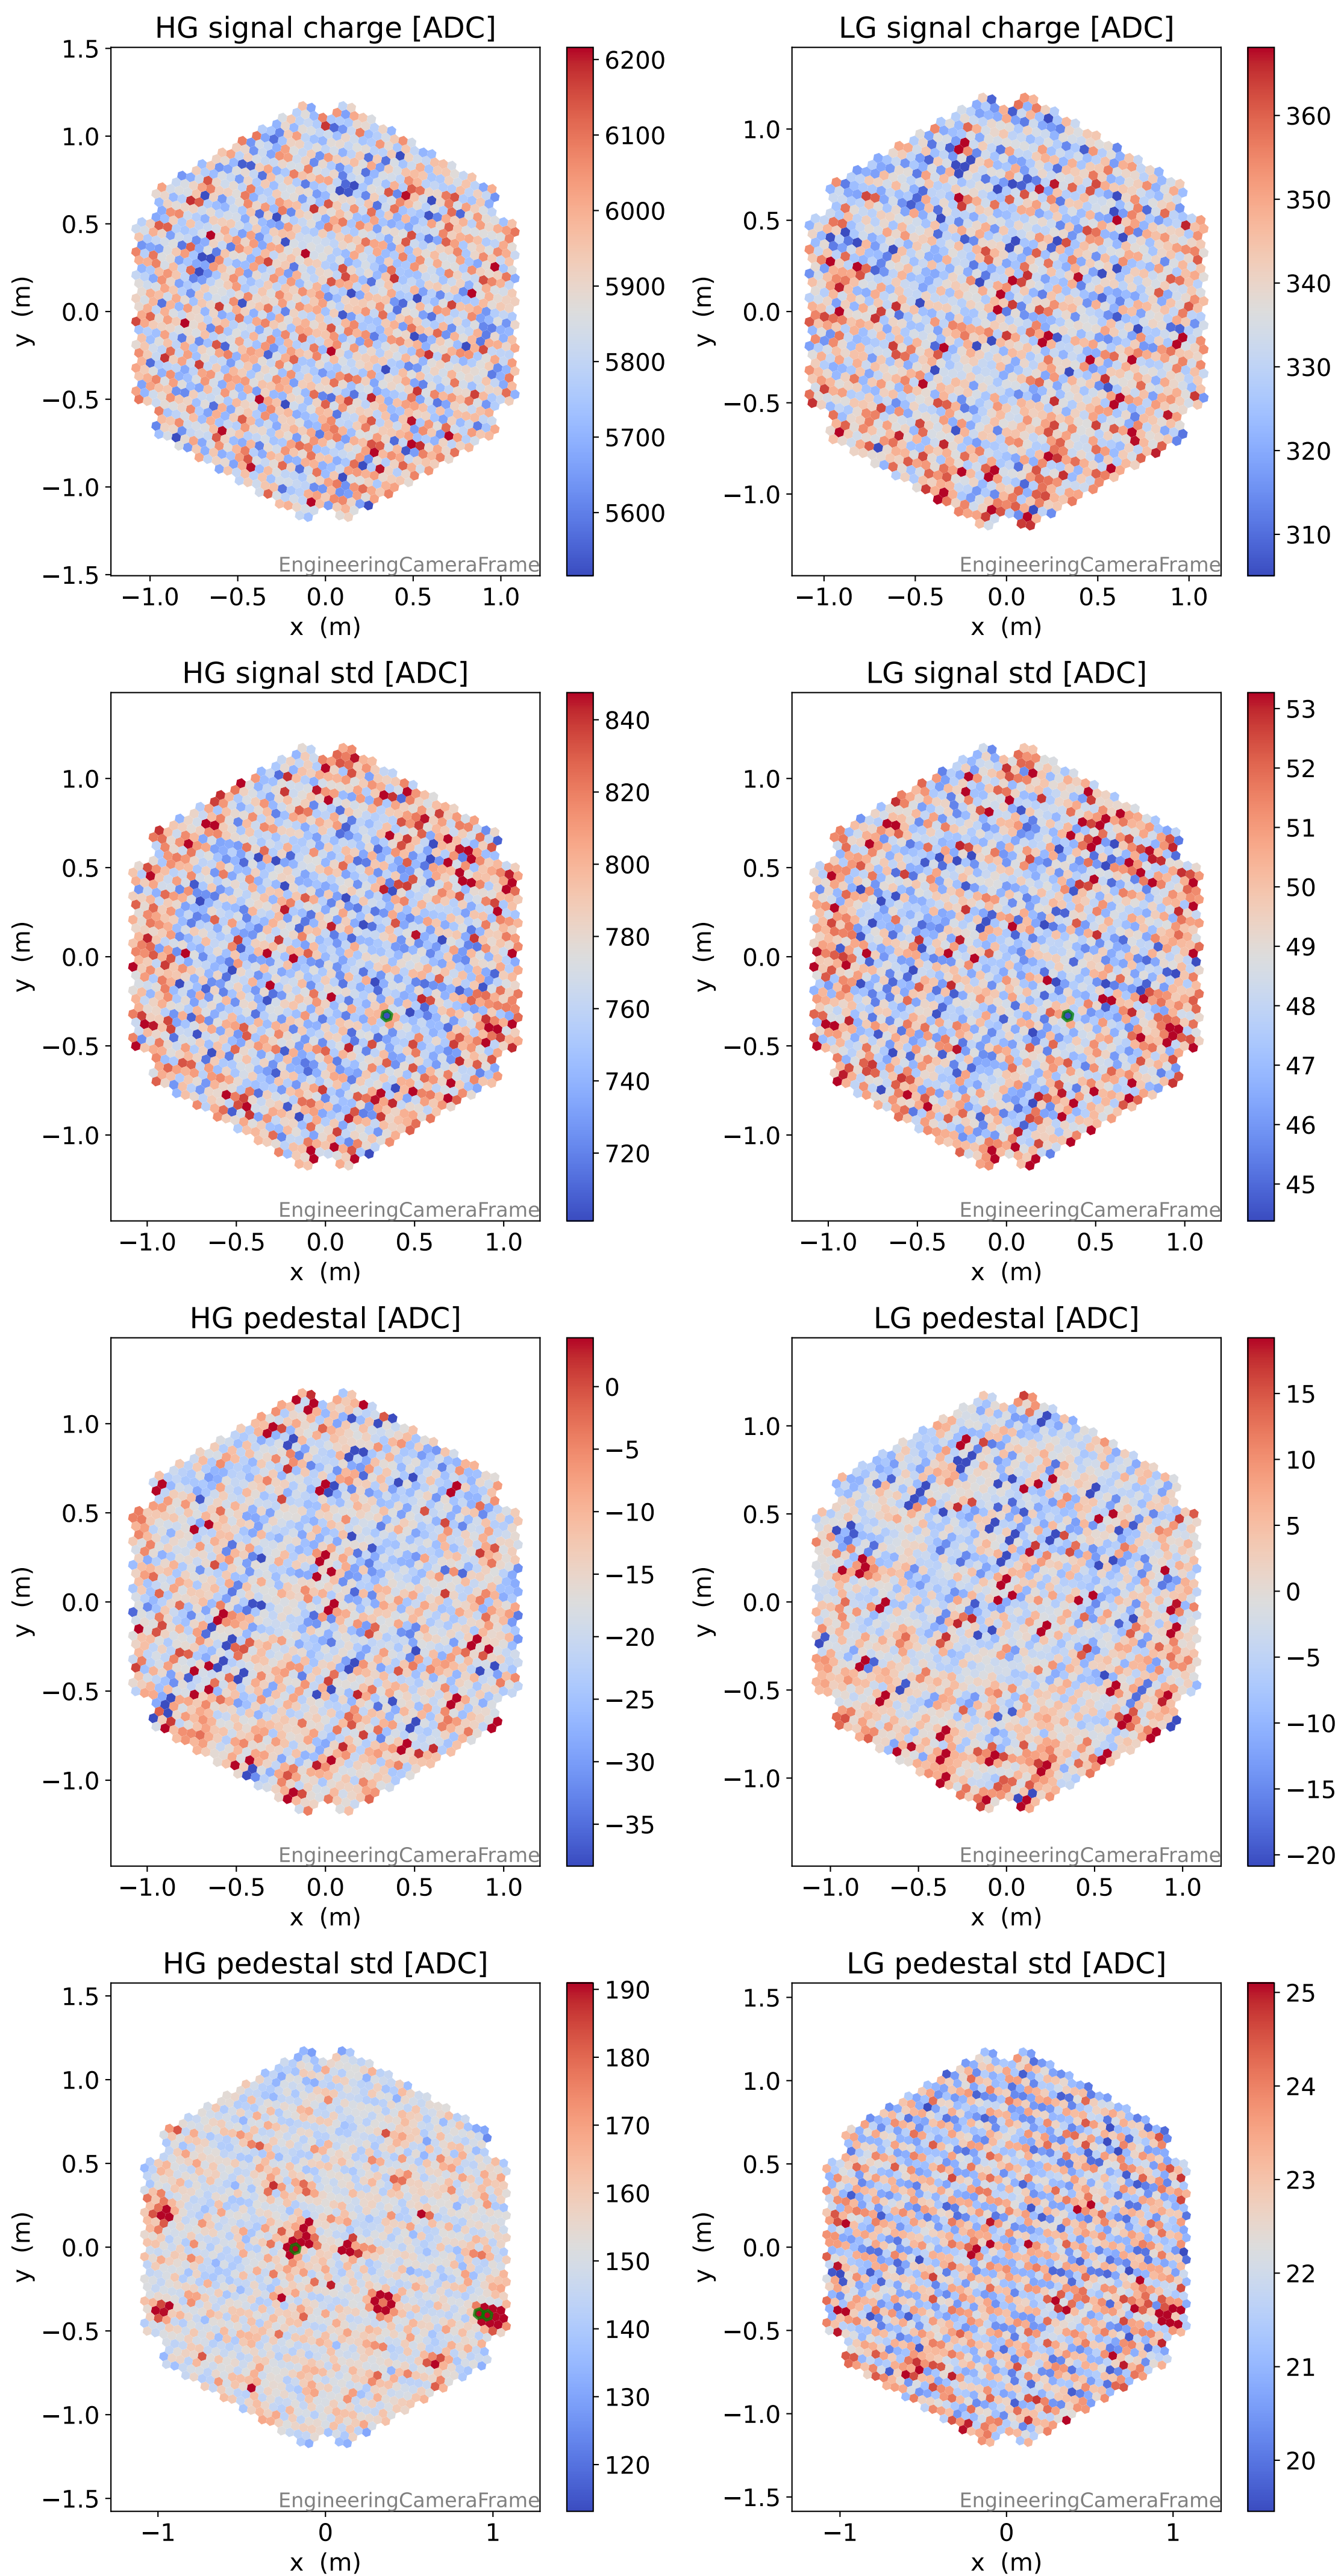 HG signal charge [ADC]
1.5
1.0
0.5
0.0
−0.5
−1.0
−1.5
y (m)
−1.0 −0.5 0.0 0.5 1.0
x (m)
EngineeringCameraFrame
6200
6100
6000
5900
5800
5700
5600
LG signal charge [ADC]
1.0
0.5
0.0
−0.5
−1.0
y (m)
−1.0 −0.5 0.0 0.5 1.0
x (m)
EngineeringCameraFrame
360
350
340
330
320
310
HG signal std [ADC]
1.0
0.5
0.0
−0.5
−1.0
y (m)
−1.0 −0.5 0.0 0.5 1.0
x (m)
EngineeringCameraFrame
840
820
800
780
760
740
720
LG signal std [ADC]
1.0
0.5
0.0
−0.5
−1.0
y (m)
−1.0 −0.5 0.0 0.5 1.0
x (m)
EngineeringCameraFrame
53
52
51
50
49
48
47
46
45
HG pedestal [ADC]
1.0
0.5
0.0
−0.5
−1.0
y (m)
−1.0 −0.5 0.0 0.5 1.0
x (m)
EngineeringCameraFrame
0
−5
−10
−15
−20
−25
−30
−35
LG pedestal [ADC]
1.0
0.5
0.0
−0.5
−1.0
y (m)
−1.0 −0.5 0.0 0.5 1.0
x (m)
EngineeringCameraFrame
15
10
5
0
−5
−10
−15
−20
HG pedestal std [ADC]
1.5
1.0
0.5
0.0
−0.5
−1.0
−1.5
y (m)
−1 0 1
x (m)
EngineeringCameraFrame
190
180
170
160
150
140
130
120
LG pedestal std [ADC]
1.5
1.0
0.5
0.0
−0.5
−1.0
−1.5
y (m)
−1 0 1
x (m)
EngineeringCameraFrame
25
24
23
22
21
20